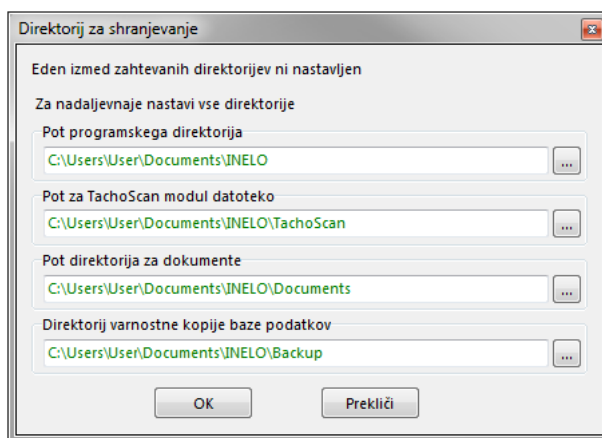 Direktorij za shranjevanje
Eden izmed zahtevanih direktorijev ni nastavljen
Za nadaljevnaje nastavi vse direktorije
Pot programskega direktorija
C:\Users\User\Documents\INELO
...
Pot za TachoScan modul datoteko
C:\Users\User\Documents\INELO\TachoScan
...
Pot direktorija za dokumente
C:\Users\User\Documents\INELO\Documents
...
Direktorij varnostne kopije baze podatkov
C:\Users\User\Documents\INELO\Backup
...
OK Prekliči